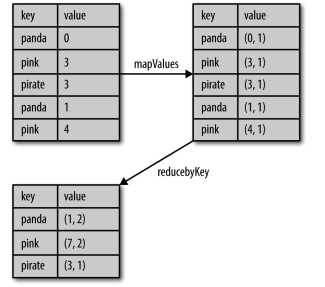 key value
panda 0
pink 3
pirate 3
panda 1
pink 4
mapValues
key value
panda (0, 1)
pink (3, 1)
pirate (3, 1)
panda (1, 1)
pink (4, 1)
reducebyKey
key value
panda (1, 2)
pink (7, 2)
pirate (3, 1)